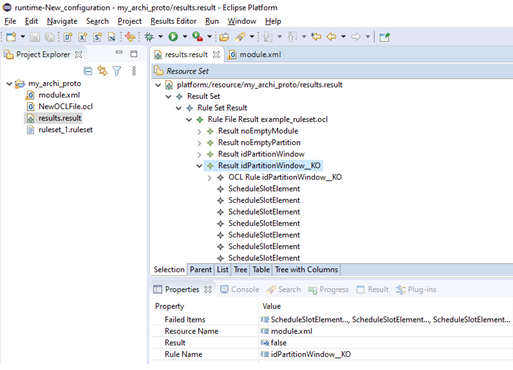 runtime-New_configuration - my_archi_proto/results.result - Eclipse Platform
File Edit Navigate Search Project Results Editor Run Window Help
Project Explorer
my_archi_proto
module.xml
NewOCLFile.ocl
results.result
ruleset_1.ruleset
results.result module.xml
Resource Set
platform:/resource/my_archi_proto/results.result
Result Set
Rule Set Result
Rule File Result example_ruleset.ocl
Result noEmptyModule
Result noEmptyPartition
Result idPartitionWindow
Result idPartitionWindow__KO
OCL Rule idPartitionWindow__KO
ScheduleSlotElement
ScheduleSlotElement
ScheduleSlotElement
ScheduleSlotElement
ScheduleSlotElement
ScheduleSlotElement
Selection Parent List Tree Table Tree with Columns
Properties Console Search Progress Result Plug-ins
Property Value
Failed Items ScheduleSlotElement..., ScheduleSlotElement..., ScheduleSlotElement...
Resource Name module.xml
Result false
Rule Name idPartitionWindow__KO